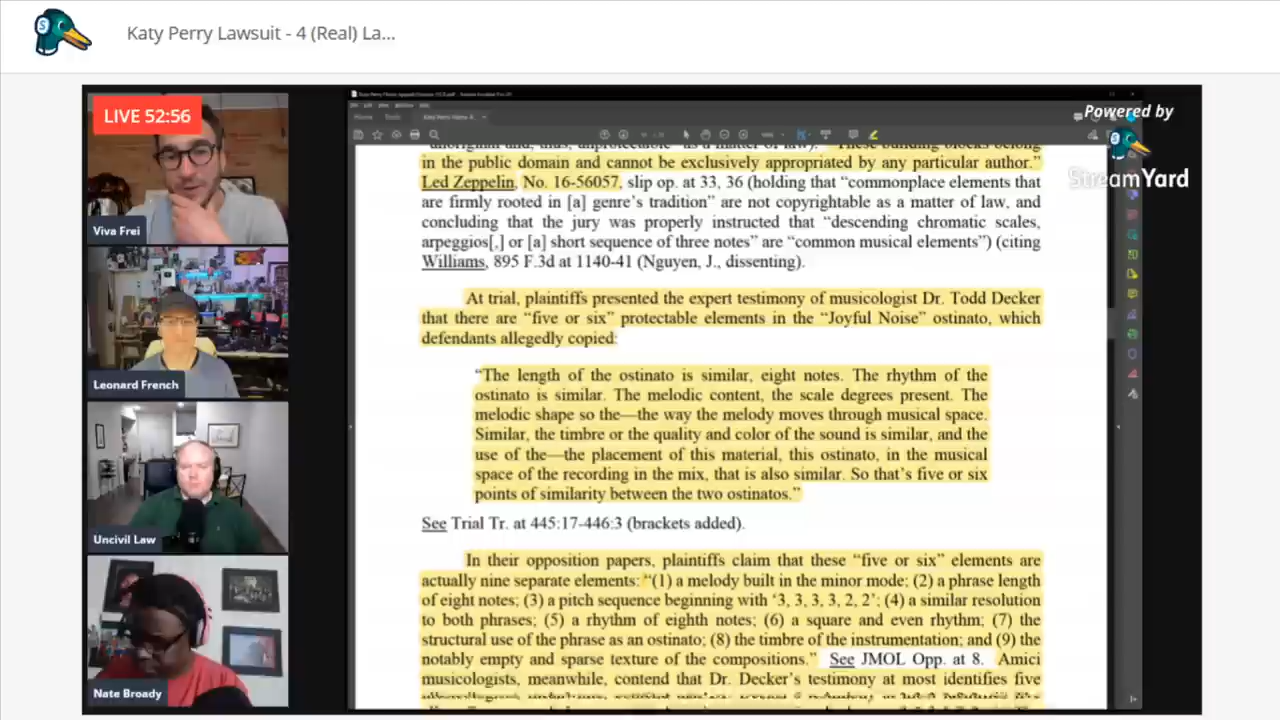 Katy Perry Lawsuit - 4 (Real) La...
LIVE 52:56
Viva Frei
Leonard French
Uncivil Law
Nate Broady
Powered by
StreamYard
in the public domain and cannot be exclusively appropriated by any particular author.”
Led Zeppelin, No. 16-56057, slip op. at 33, 36 (holding that “commonplace elements that
are firmly rooted in [a] genre’s tradition” are not copyrightable as a matter of law, and
concluding that the jury was properly instructed that “descending chromatic scales,
arpeggios[,] or [a] short sequence of three notes” are “common musical elements”) (citing
Williams, 895 F.3d at 1140-41 (Nguyen, J., dissenting).
At trial, plaintiffs presented the expert testimony of musicologist Dr. Todd Decker
that there are “five or six” protectable elements in the “Joyful Noise” ostinato, which
defendants allegedly copied:
“The length of the ostinato is similar, eight notes. The rhythm of the
ostinato is similar. The melodic content, the scale degrees present. The
melodic shape so the—the way the melody moves through musical space.
Similar, the timbre or the quality and color of the sound is similar, and the
use of the—the placement of this material, this ostinato, in the musical
space of the recording in the mix, that is also similar. So that’s five or six
points of similarity between the two ostinatos.”
See Trial Tr. at 445:17-446:3 (brackets added).
In their opposition papers, plaintiffs claim that these “five or six” elements are
actually nine separate elements: “(1) a melody built in the minor mode; (2) a phrase length
of eight notes; (3) a pitch sequence beginning with ‘3, 3, 3, 3, 2, 2’; (4) a similar resolution
to both phrases; (5) a rhythm of eighth notes; (6) a square and even rhythm; (7) the
structural use of the phrase as an ostinato; (8) the timbre of the instrumentation; and (9) the
notably empty and sparse texture of the compositions.” See JMOL Opp. at 8. Amici
musicologists, meanwhile, contend that Dr. Decker’s testimony at most identifies five